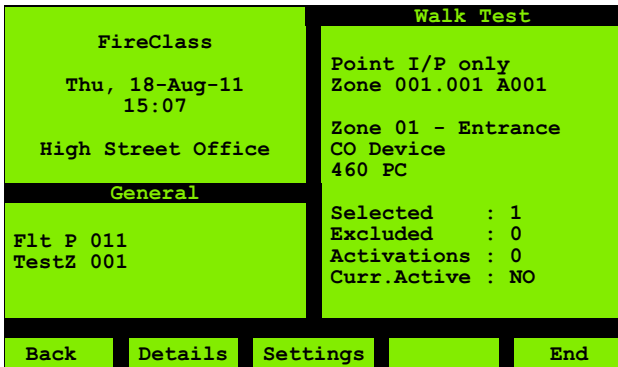 FireClass
Thu, 18-Aug-11
15:07
High Street Office
General
Flt P 011
TestZ 001
Walk Test
Point I/P only
Zone 001.001 A001
Zone 01 - Entrance
CO Device
460 PC
Selected : 1
Excluded : 0
Activations : 0
Curr.Active : NO
Back Details Settings End